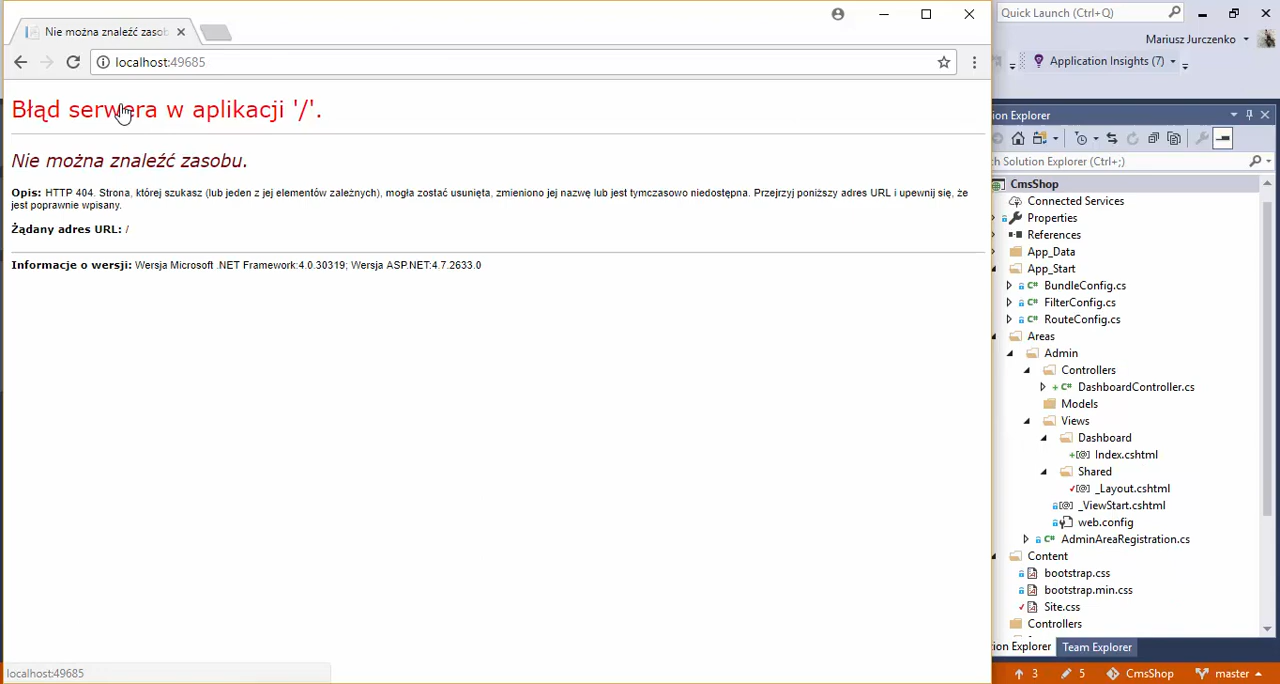 Nie można znaleźć zasob
localhost:49685
Błąd serwera w aplikacji '/'.
Nie można znaleźć zasobu.
Opis: HTTP 404. Strona, której szukasz (lub jeden z jej elementów zależnych), mogła zostać usunięta, zmieniono jej nazwę lub jest tymczasowo niedostępna. Przejrzyj poniższy adres URL i upewnij się, że
jest poprawnie wpisany.
Żądany adres URL: /
Informacje o wersji: Wersja Microsoft .NET Framework:4.0.30319; Wersja ASP.NET:4.7.2633.0
localhost:49685
Quick Launch (Ctrl+Q)
Mariusz Jurczenko
Application Insights (7)
ion Explorer
ch Solution Explorer (Ctrl+;)
CmsShop
Connected Services
Properties
References
App_Data
App_Start
C# BundleConfig.cs
C# FilterConfig.cs
C# RouteConfig.cs
Areas
Admin
Controllers
+ C# DashboardController.cs
Models
Views
Dashboard
+[@] Index.cshtml
Shared
[@] _Layout.cshtml
[@] _ViewStart.cshtml
web.config
C# AdminAreaRegistration.cs
Content
bootstrap.css
bootstrap.min.css
Site.css
Controllers
ion Explorer Team Explorer
3 5 CmsShop master